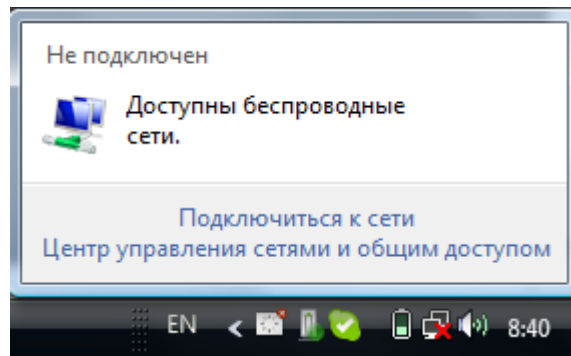 Не подключен
Доступны беспроводные
сети.
Подключиться к сети
Центр управления сетями и общим доступом
EN
8:40